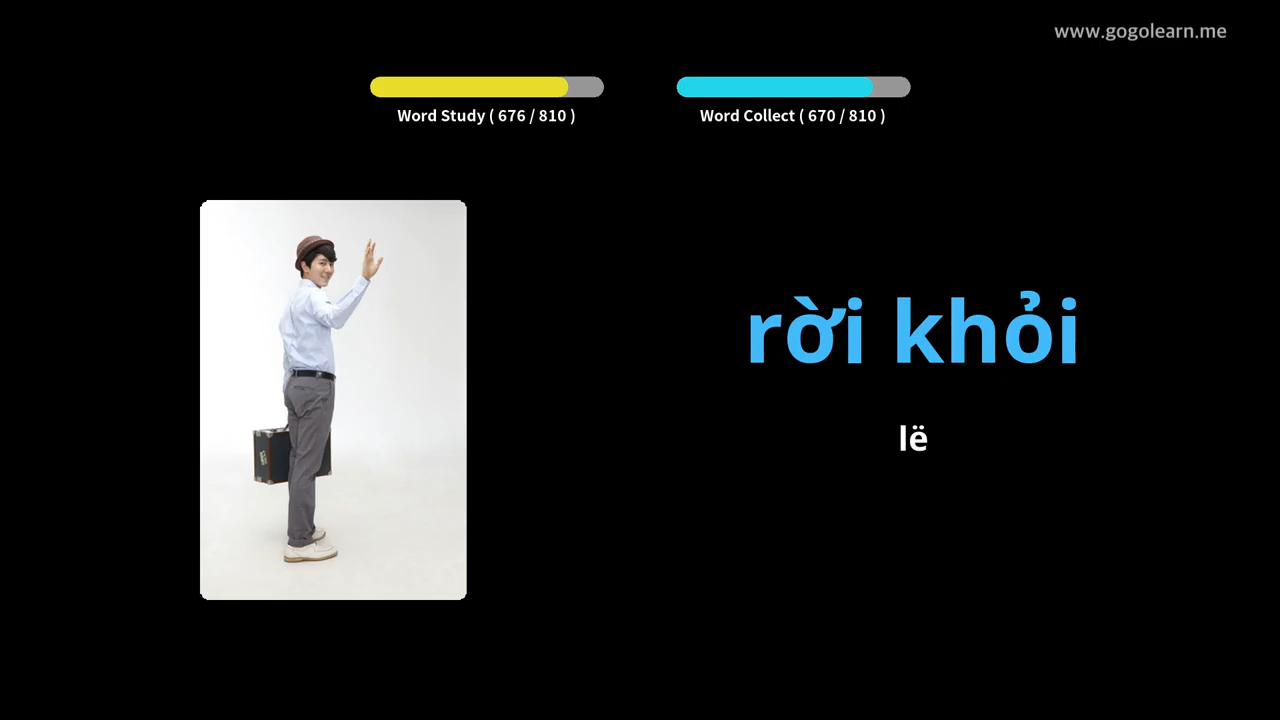 www.gogolearn.me
Word Study ( 676 / 810 )
Word Collect ( 670 / 810 )
rời khỏi
lë